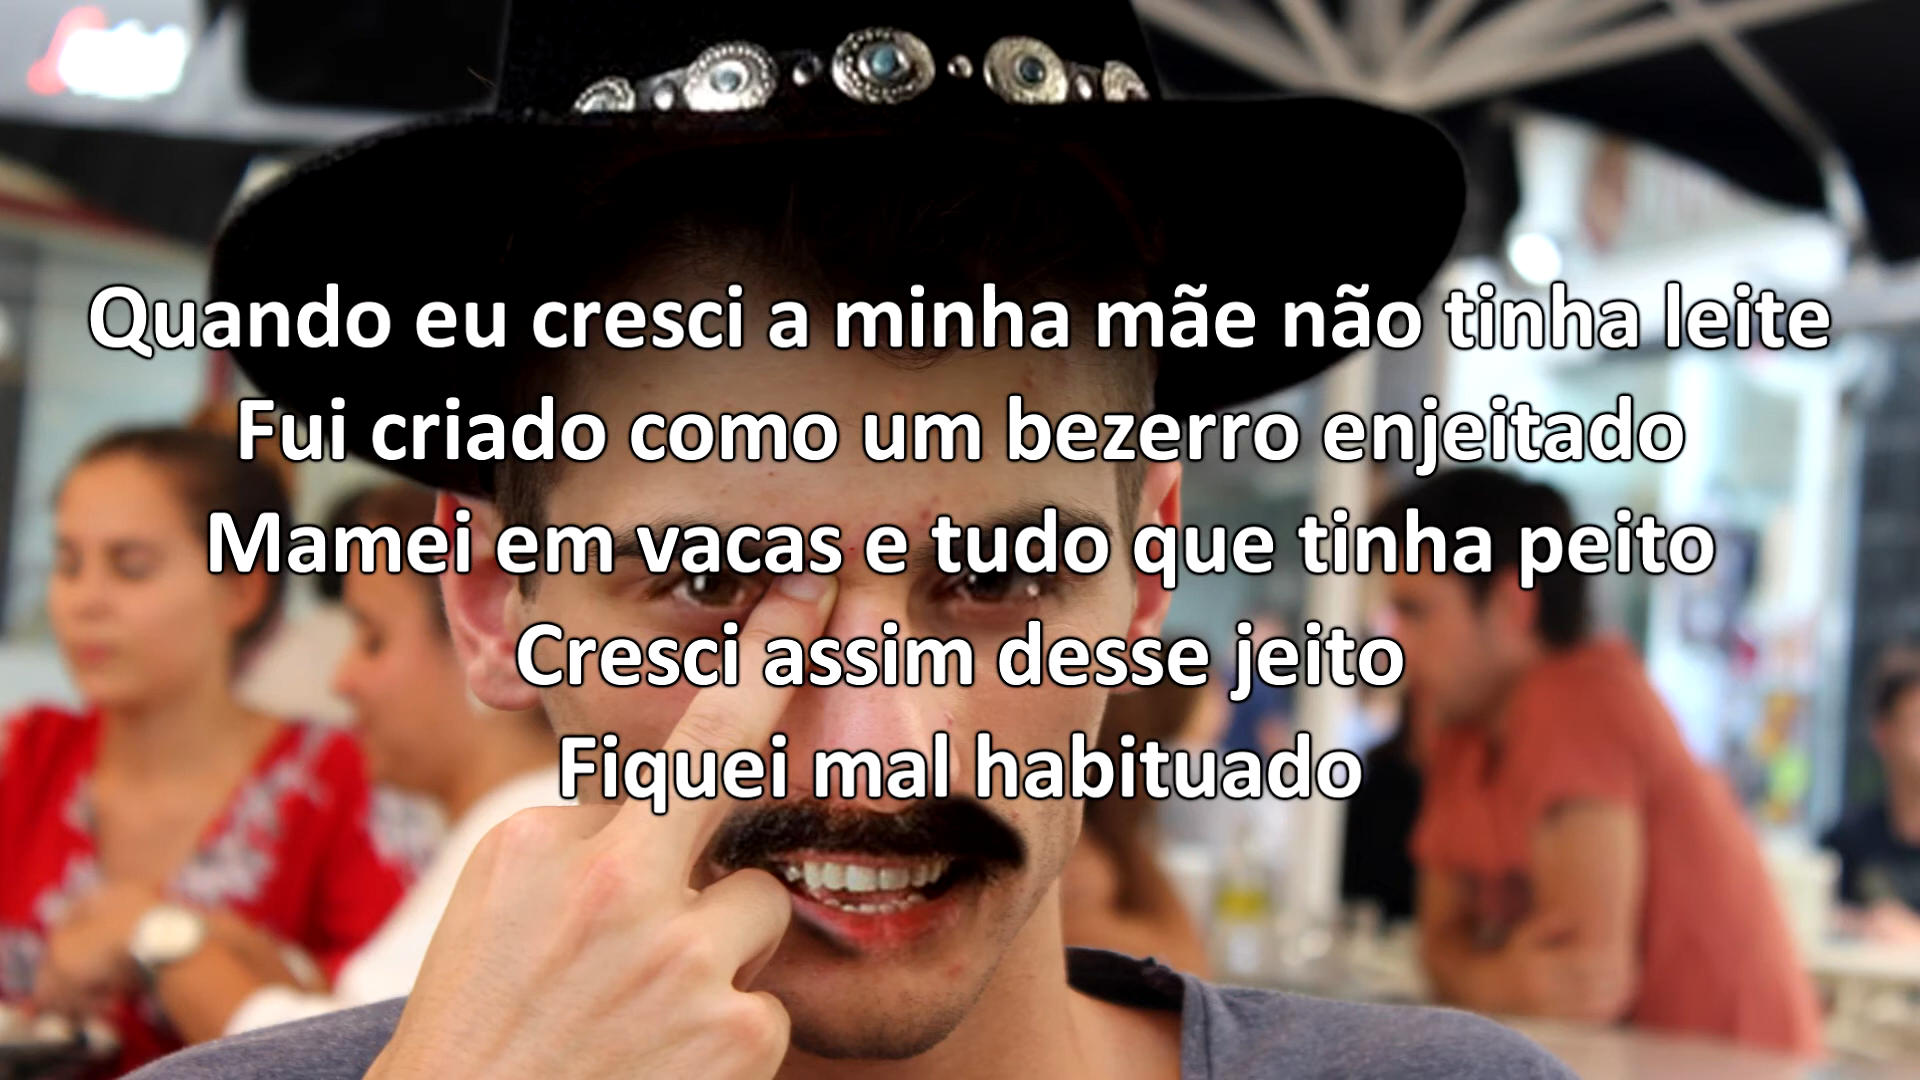 Quando eu cresci a minha mãe não tinha leite
Fui criado como um bezerro enjeitado
Mamei em vacas e tudo que tinha peito
Cresci assim desse jeito
Fiquei mal habituado